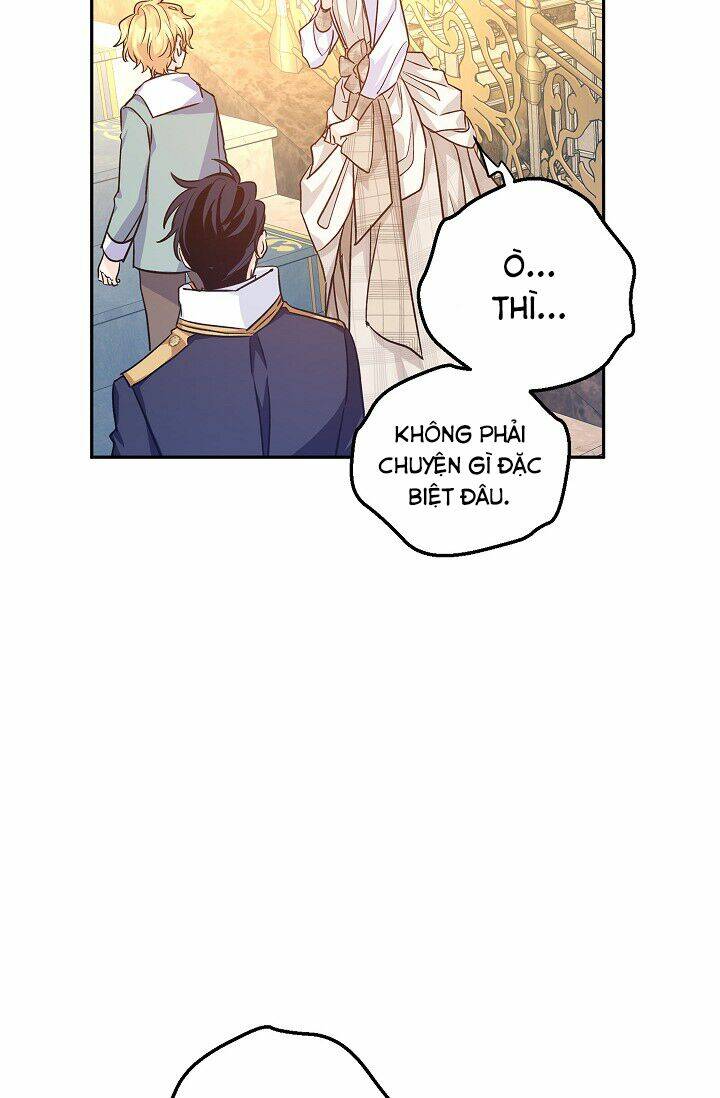 Ò...
THÌ...
KHÔNG PHẢI
CHUYỆN GÌ ĐẶC
BIỆT ĐÂU.